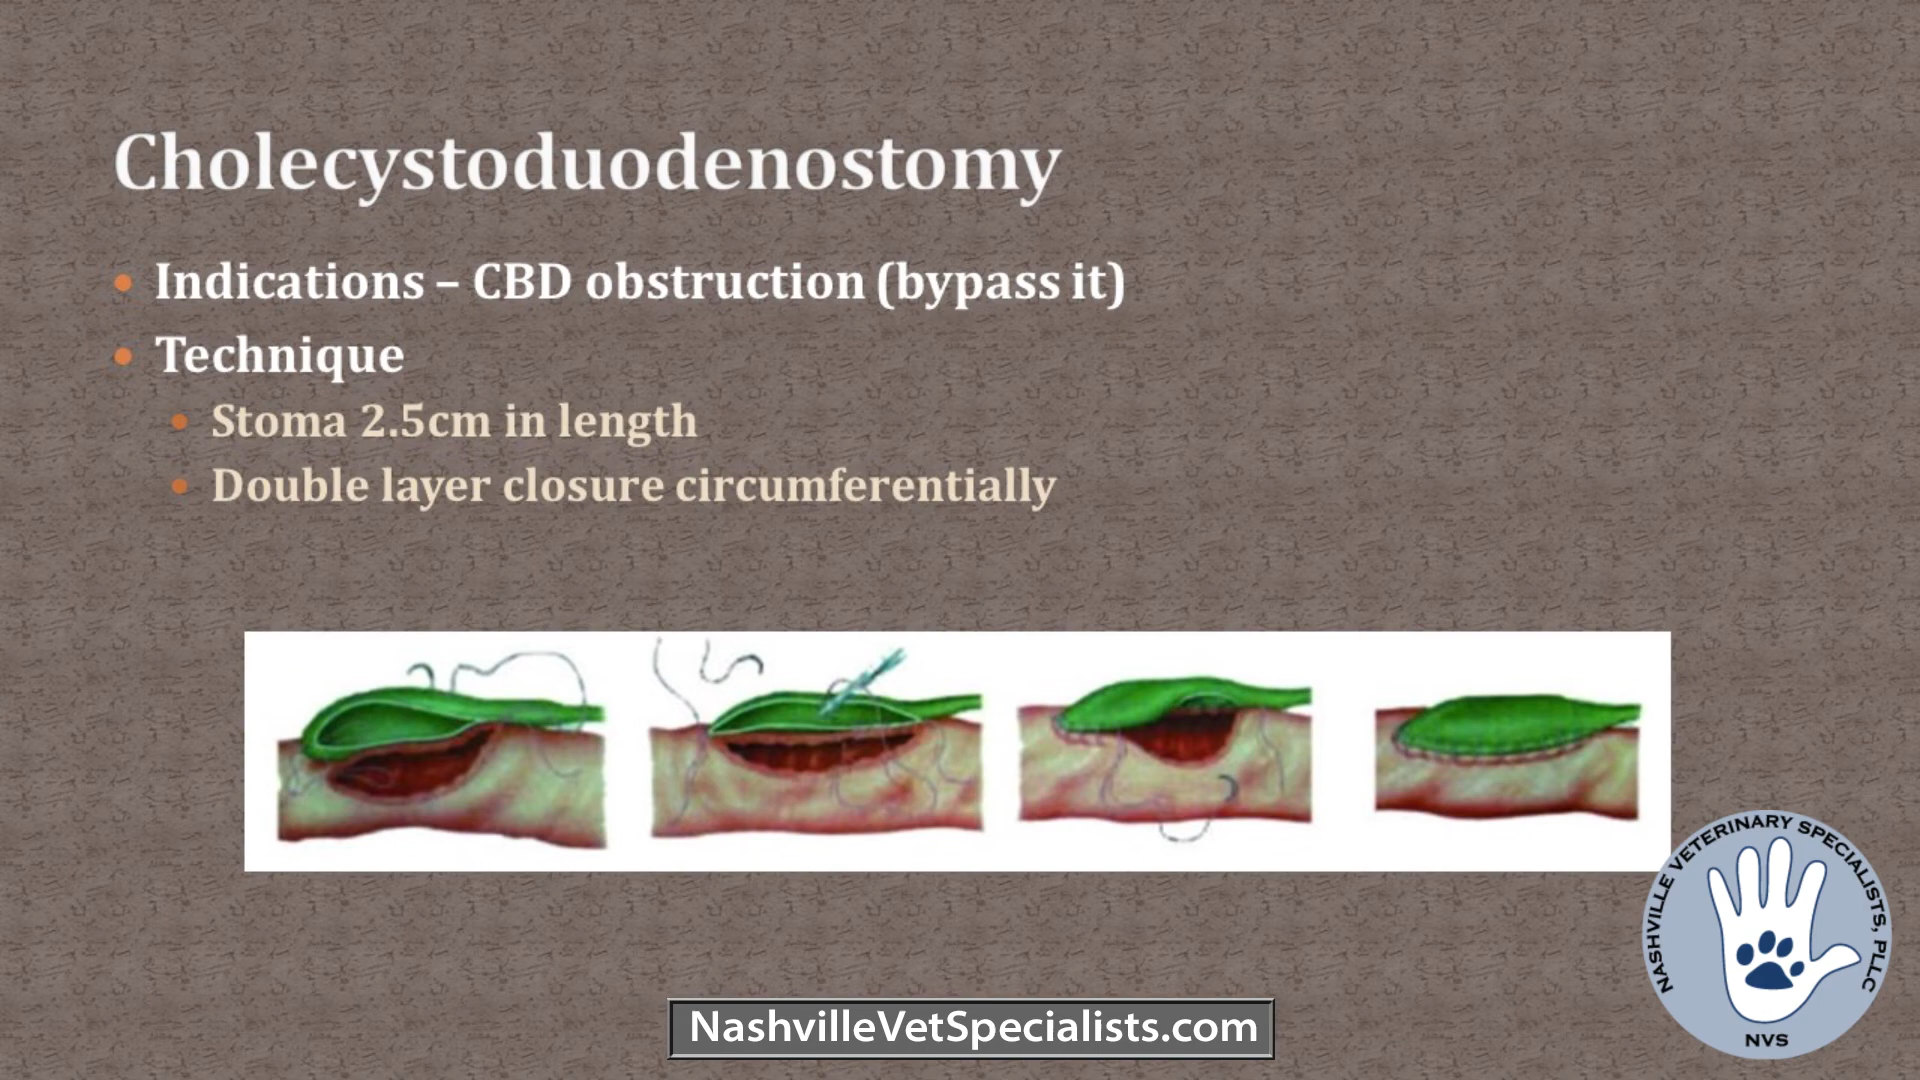 Cholecystoduodenostomy
• Indications – CBD obstruction (bypass it)
• Technique
• Stoma 2.5cm in length
• Double layer closure circumferentially
NASHVILLE VETERINARY SPECIALISTS, PLLC
NVS
NashvilleVetSpecialists.com